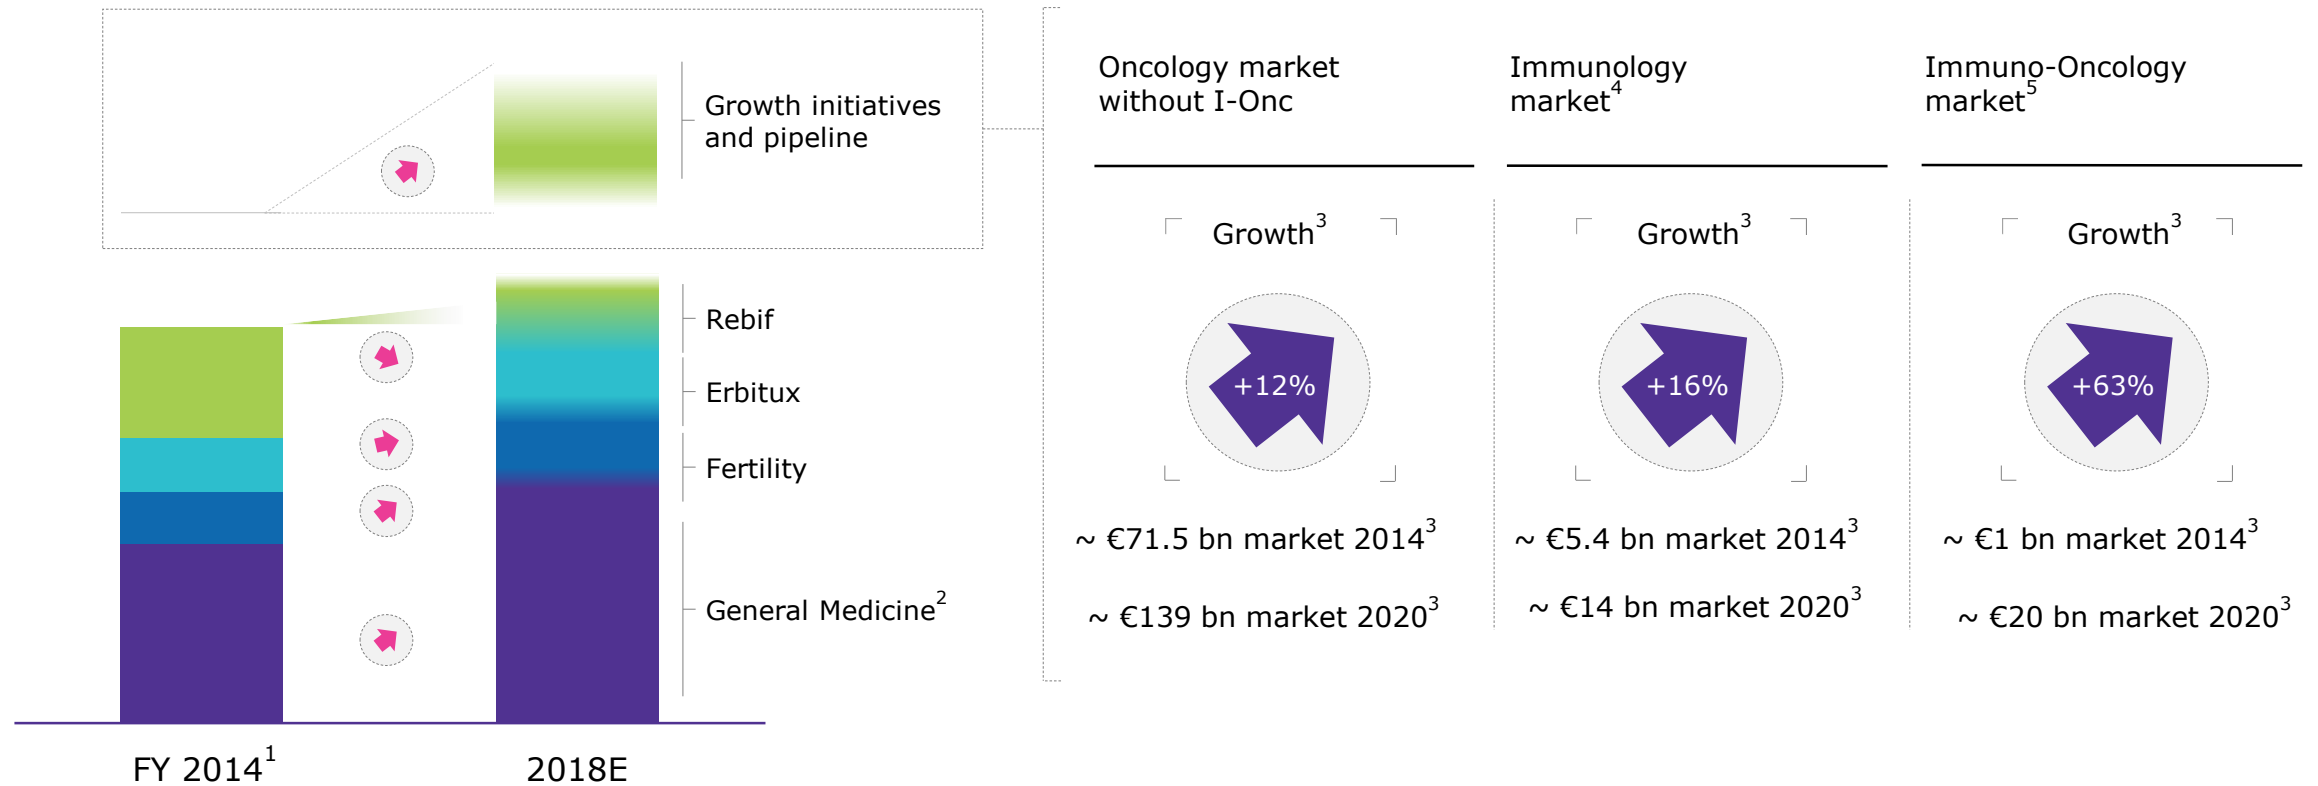 Growth initiatives
and pipeline
Rebif
Erbitux
Fertility
General Medicine²
FY 2014¹
2018E
Oncology market
without I-Onc
Growth³
+12%
~ €71.5 bn market 2014³
~ €139 bn market 2020³
Immunology
market⁴
Growth³
+16%
~ €5.4 bn market 2014³
~ €14 bn market 2020³
Immuno-Oncology
market⁵
Growth³
+63%
~ €1 bn market 2014³
~ €20 bn market 2020³